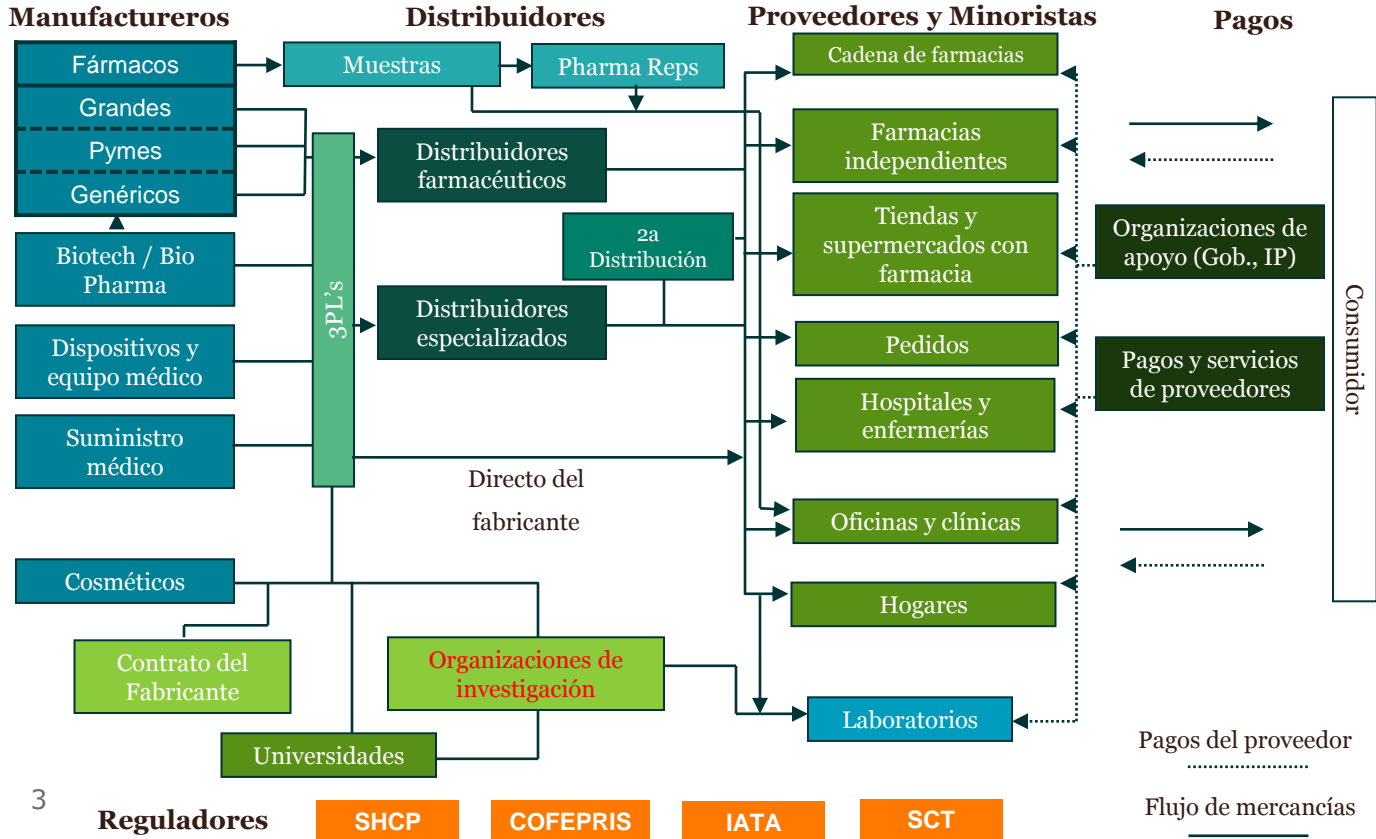 Manufactureros
Distribuidores
Proveedores y Minoristas
Pagos
Fármacos
Grandes
Pymes
Genéricos
Biotech / Bio
Pharma
Dispositivos y
equipo médico
Suministro
médico
Cosméticos
Contrato del
Fabricante
Universidades
Organizaciones de
investigación
Muestras
Pharma Reps
3PL's
Distribuidores
farmacéuticos
2a
Distribución
Distribuidores
especializados
Directo del
fabricante
Cadena de farmacias
Farmacias
independientes
Tiendas y
supermercados con
farmacia
Pedidos
Hospitales y
enfermerías
Oficinas y clínicas
Hogares
Laboratorios
Organizaciones de
apoyo (Gob., IP)
Pagos y servicios
de proveedores
Consumidor
Pagos del proveedor
Flujo de mercancías
3
Reguladores
SHCP
COFEPRIS
IATA
SCT